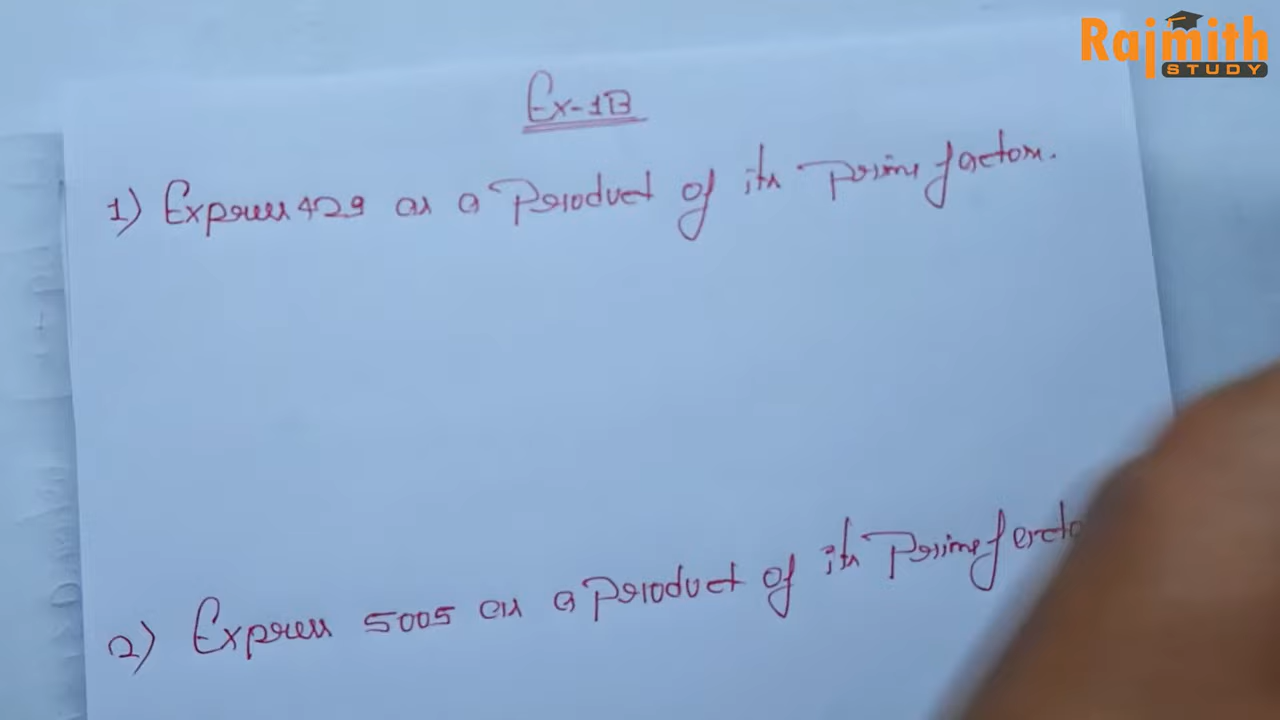 Rajmith
STUDY
Ex-1B
1) Express 429 as a Product of its prime factors.
2) Express 5005 as a product of its Prime